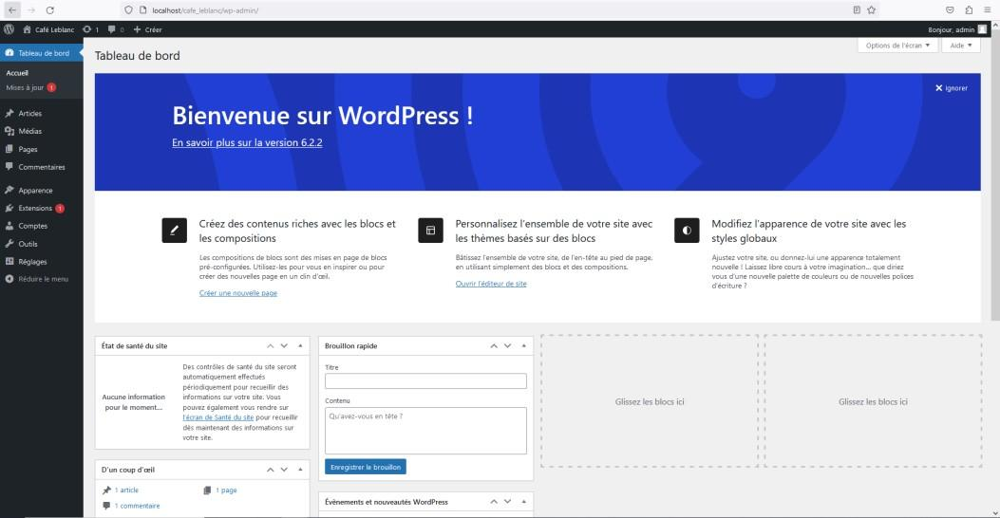 localhost/cafe_leblanc/wp-admin/
Café Leblanc 1 0 + Créer
Bonjour, admin
Tableau de bord
Accueil
Mises à jour 1
Articles
Médias
Pages
Commentaires
Apparence
Extensions 1
Comptes
Outils
Réglages
Réduire le menu
Tableau de bord
Options de l'écran ▼
Aide ▼
Ignorer
Bienvenue sur WordPress !
En savoir plus sur la version 6.2.2
Créez des contenus riches avec les blocs et
les compositions
Les compositions de blocs sont des mises en page de blocs
pré-configurées. Utilisez-les pour vous en inspirer ou pour
créer des nouvelles page en un clin d'œil.
Créer une nouvelle page
Personnalisez l'ensemble de votre site avec
les thèmes basés sur des blocs
Bâtissez l'ensemble de votre site, de l'en-tête au pied de page,
en utilisant simplement des blocs et des compositions.
Ouvrir l'éditeur de site
Modifiez l'apparence de votre site avec les
styles globaux
Ajustez votre site, ou donnez-lui une apparence totalement
nouvelle ! Laissez libre cours à votre imagination... que diriez
vous d'une nouvelle palette de couleurs ou de nouvelles polices
d'écriture ?
État de santé du site
Aucune information
pour le moment...
Des contrôles de santé du site seront
automatiquement effectués
périodiquement pour recueillir des
informations sur votre site. Vous
pouvez également vous rendre sur
l'écran de Santé du site pour recueillir
dès maintenant des informations sur
votre site.
D'un coup d'œil
1 article
1 page
1 commentaire
Brouillon rapide
Titre
Contenu
Qu'avez-vous en tête ?
Enregistrer le brouillon
Évènements et nouveautés WordPress
Glissez les blocs ici
Glissez les blocs ici